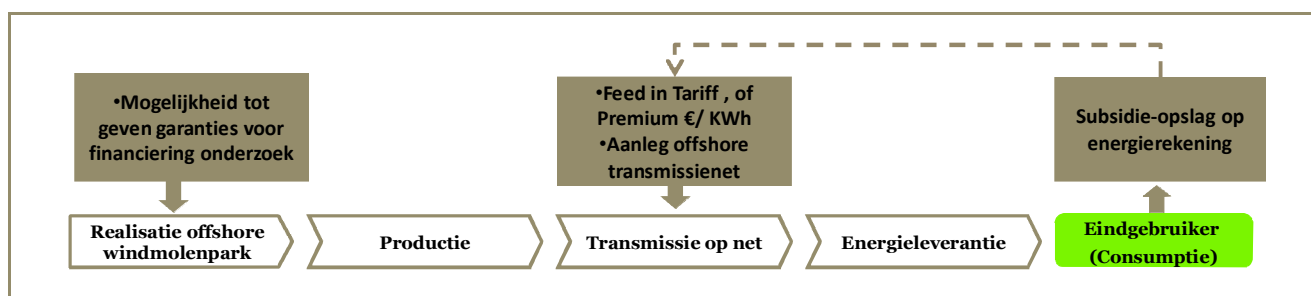 •Mogelijkheid tot
geven garanties voor
financiering onderzoek
•Feed in Tariff , of
Premium €/ KWh
•Aanleg offshore
transmissienet
Subsidie-opslag op
energierekening
Realisatie offshore
windmolenpark
Productie
Transmissie op net
Energieleverantie
Eindgebruiker
(Consumptie)